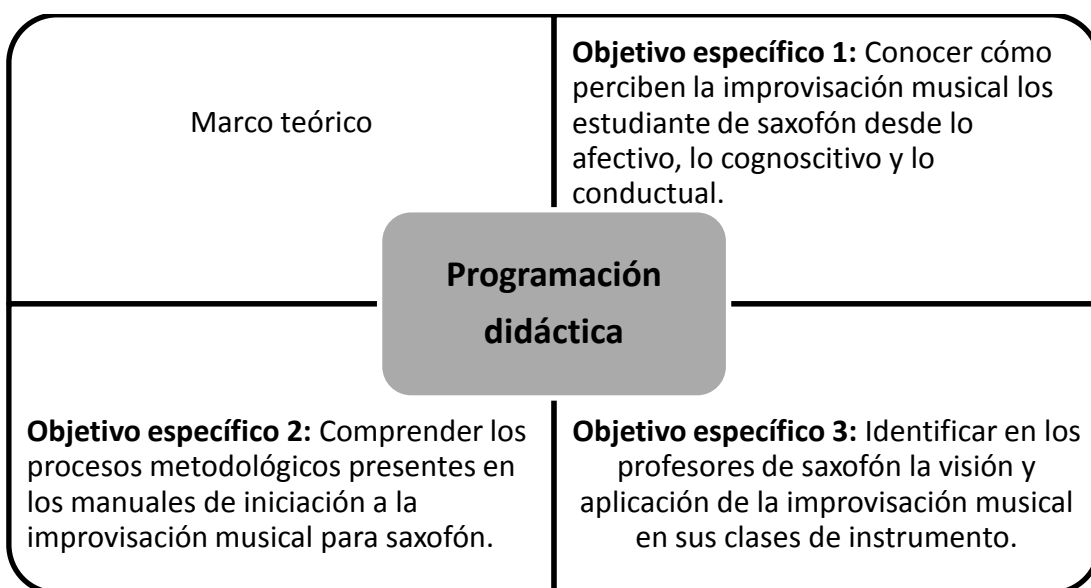 Marco teórico
Objetivo específico 1: Conocer cómo
perciben la improvisación musical los
estudiante de saxofón desde lo
afectivo, lo cognoscitivo y lo
conductual.
Programación
didáctica
Objetivo específico 2: Comprender los
procesos metodológicos presentes en
los manuales de iniciación a la
improvisación musical para saxofón.
Objetivo específico 3: Identificar en los
profesores de saxofón la visión y
aplicación de la improvisación musical
en sus clases de instrumento.